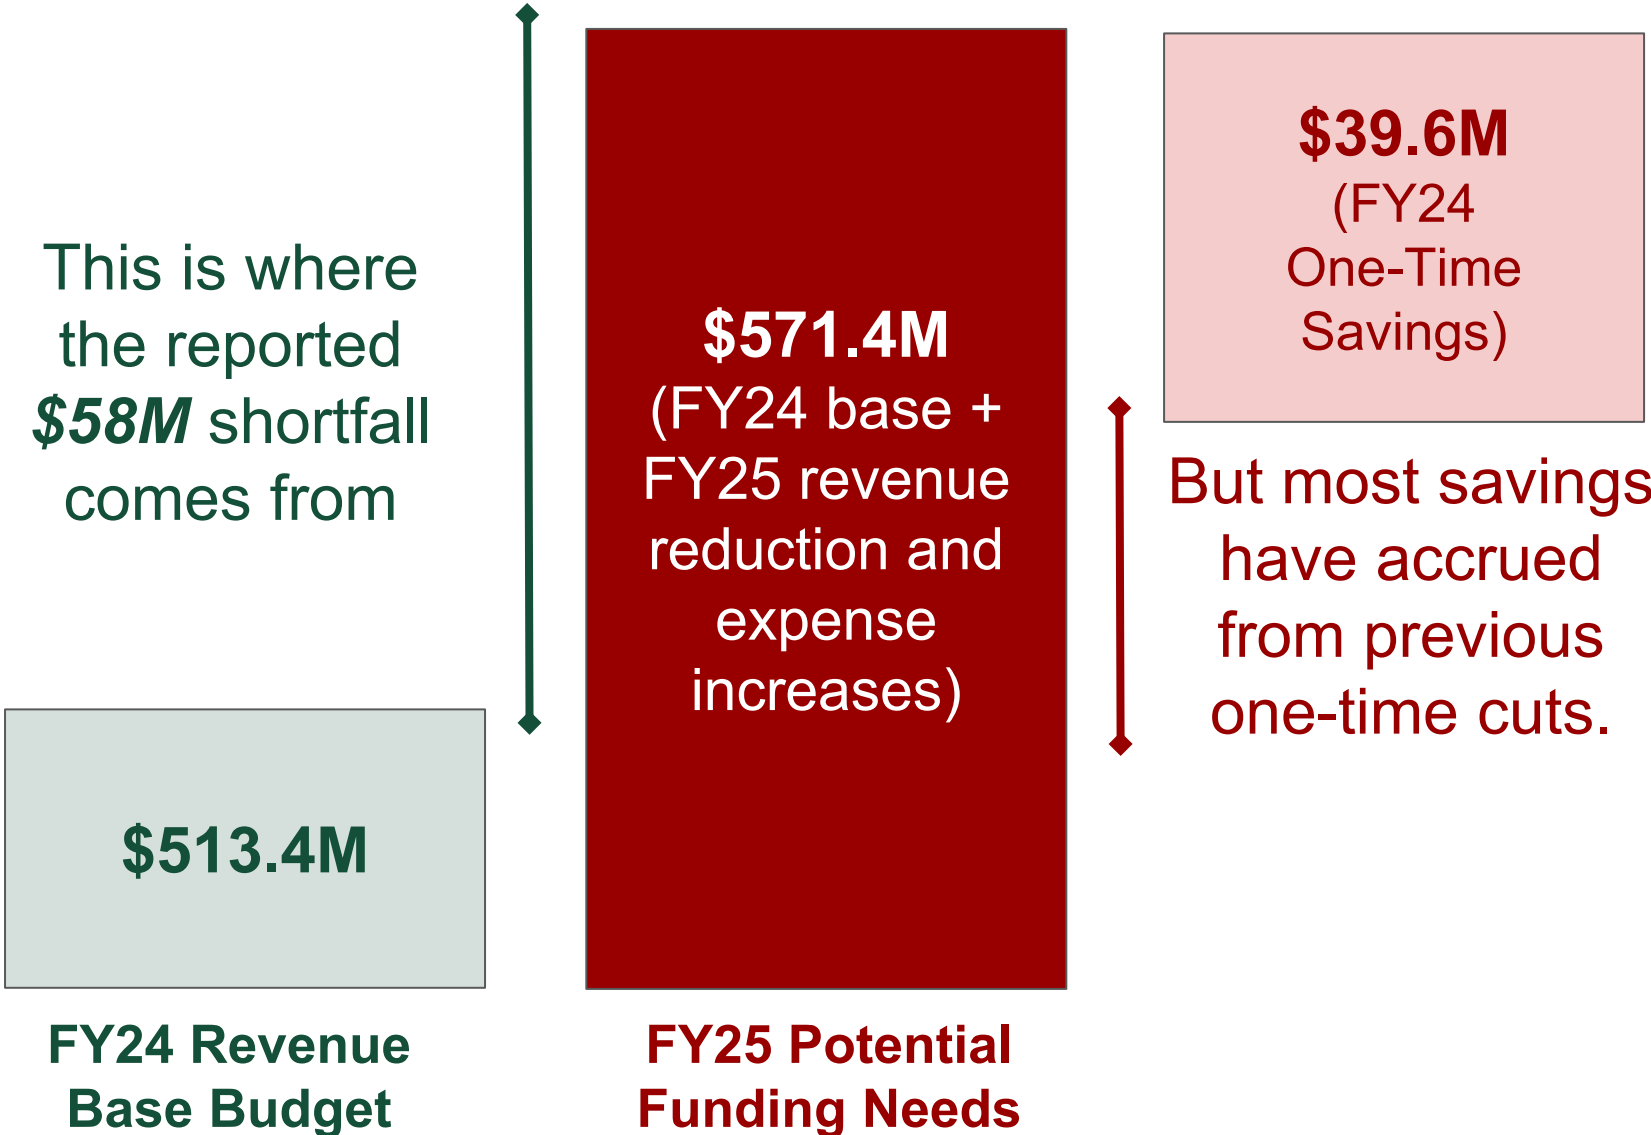 This is where
the reported
$58M shortfall
comes from
$513.4M
FY24 Revenue
Base Budget
$571.4M
(FY24 base +
FY25 revenue
reduction and
expense
increases)
FY25 Potential
Funding Needs
$39.6M
(FY24
One-Time
Savings)
But most savings
have accrued
from previous
one-time cuts.